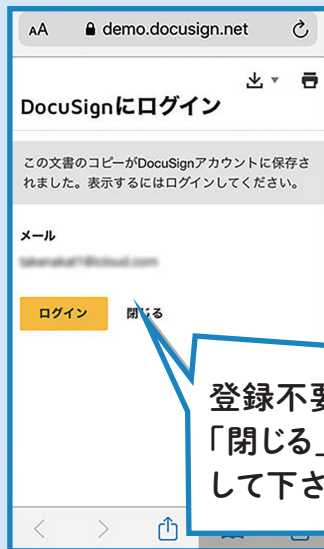 AA demo.docusign.net
DocuSignにログイン
この文書のコピーがDocuSignアカウントに保存さ
れました。表示するにはログインしてください。
メール
ログイン 閉じる
登録不要
「閉じる」
して下さ